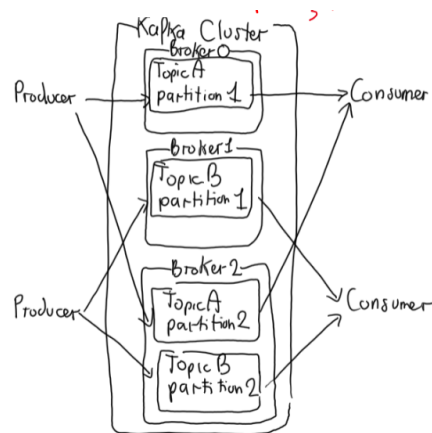 Kafka Cluster
Broker0
Topic A
partition 1
Producer
Consumer
Broker1
Topic B
partition 1
Broker2
Producer
Topic A
partition 2
Consumer
Topic B
partition 2